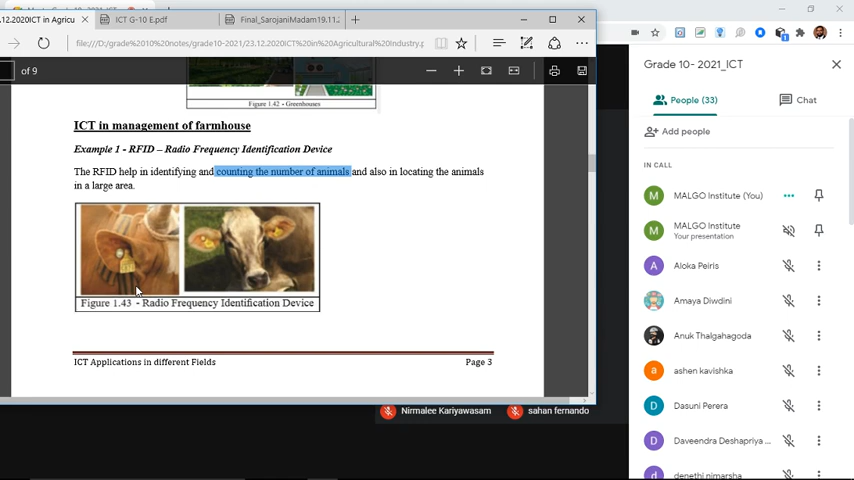 12.2020ICT in Agricu
ICT G-10 E.pdf
Final_SarojaniMadam19.11.2
file:///D:/grade%2010%20notes/grade10-2021/23.12.2020ICT%20in%20Agricultural%20Industry.p
of 9
Figure 1.42 - Greenhouses
ICT in management of farmhouse
Example 1 - RFID – Radio Frequency Identification Device
The RFID help in identifying and counting the number of animals and also in locating the animals
in a large area.
Figure 1.43 - Radio Frequency Identification Device
ICT Applications in different Fields
Page 3
Nirmalee Kariyawasam
sahan fernando
Grade 10- 2021_ICT
People (33)
Chat
Add people
IN CALL
M
MALGO Institute (You)
M
MALGO Institute
Your presentation
A
Aloka Peiris
Amaya Diwdini
Anuk Thalgahagoda
a
ashen kavishka
D
Dasuni Perera
D
Daveendra Deshapriya ...
d
denethi nimarsha